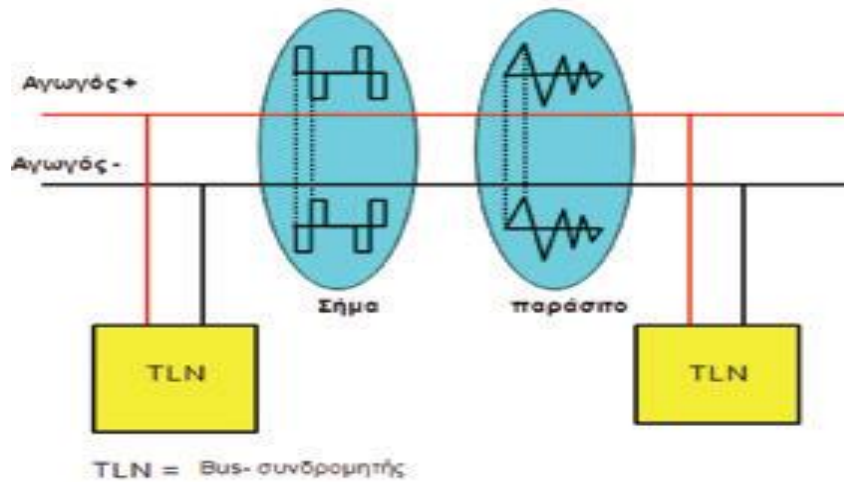 Αγωγός +
Αγωγός -
Σήμα
παράσιτο
TLN
TLN
TLN = Bus- συνδρομητής